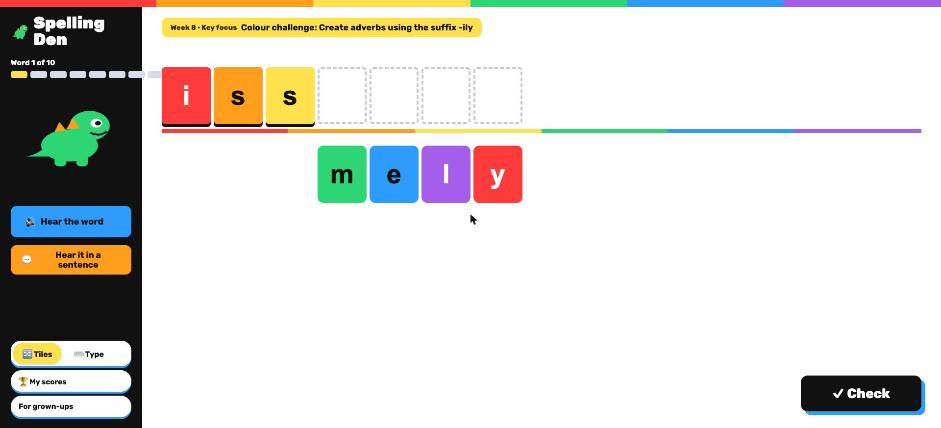 Spelling
Den
Word 1 of 10
Week 8 · Key focus Colour challenge: Create adverbs using the suffix -ily
i s s
m e l y
Hear the word
Hear it in a
sentence
Tiles Type
My scores
For grown-ups
✓ Check